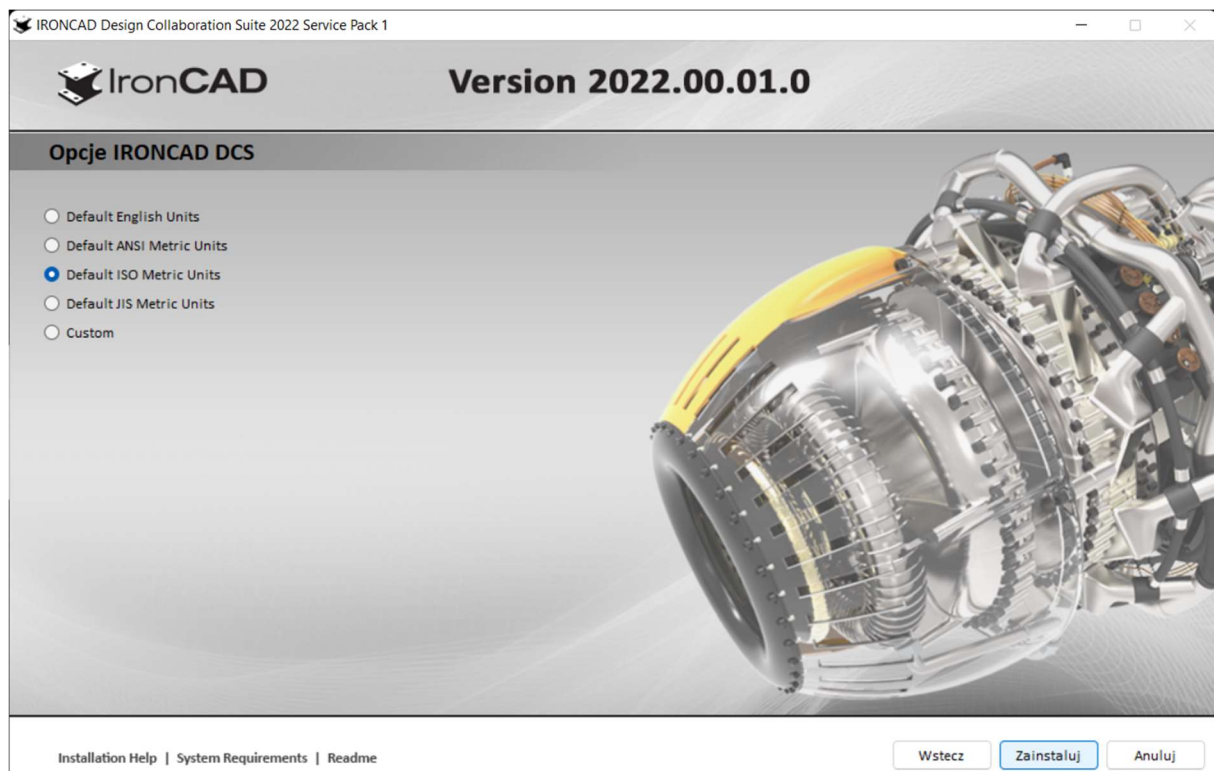 IRONCAD Design Collaboration Suite 2022 Service Pack 1
IronCAD
Version 2022.00.01.0
Opcje IRONCAD DCS
Default English Units
Default ANSI Metric Units
Default ISO Metric Units
Default JIS Metric Units
Custom
Installation Help | System Requirements | Readme
Wstecz
Zainstaluj
Anuluj